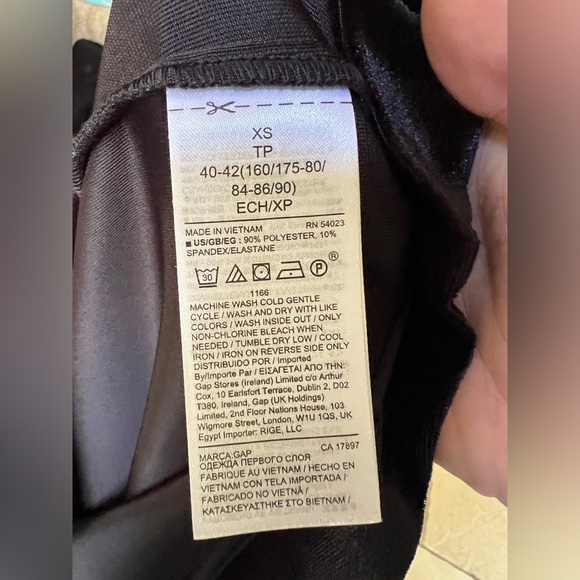 XS
TP
40-42(160/175-80/
84-86/90)
ECH/XP
MADE IN VIETNAM RN 54023
■ US/GB/EG : 90% POLYESTER, 10%
SPANDEX/ELASTANE
30 P ®
1166
MACHINE WASH COLD GENTLE
CYCLE / WASH AND DRY WITH LIKE
COLORS / WASH INSIDE OUT / ONLY
NON-CHLORINE BLEACH WHEN
NEEDED / TUMBLE DRY LOW / COOL
IRON / IRON ON REVERSE SIDE ONLY
DISTRIBUIDO POR / Imported
By/Importe Par / ΕΙΣΑΓΕΤΑΙ ΑΠΟ ΤΗΝ:
Gap Stores (Ireland) Limited c/o Arthur
Cox, 10 Earlsfort Terrace, Dublin 2, D02
T380, Ireland, Gap (UK Holdings)
Limited, 2nd Floor Nations House, 103
Wigmore Street, London, W1U 1QS, UK
Egypt Importer: RIGE, LLC
MARCA:GAP CA 17897
ОДЕЖДА ПЕРВОГО СЛОЯ
FABRIQUE AU VIETNAM / HECHO EN
VIETNAM CON TELA IMPORTADA /
FABRICADO NO VIETNÃ /
ΚΑΤΑΣΚΕΥΑΣΤΗΚΕ ΣΤΟ ΒΙΕΤΝΑΜ /